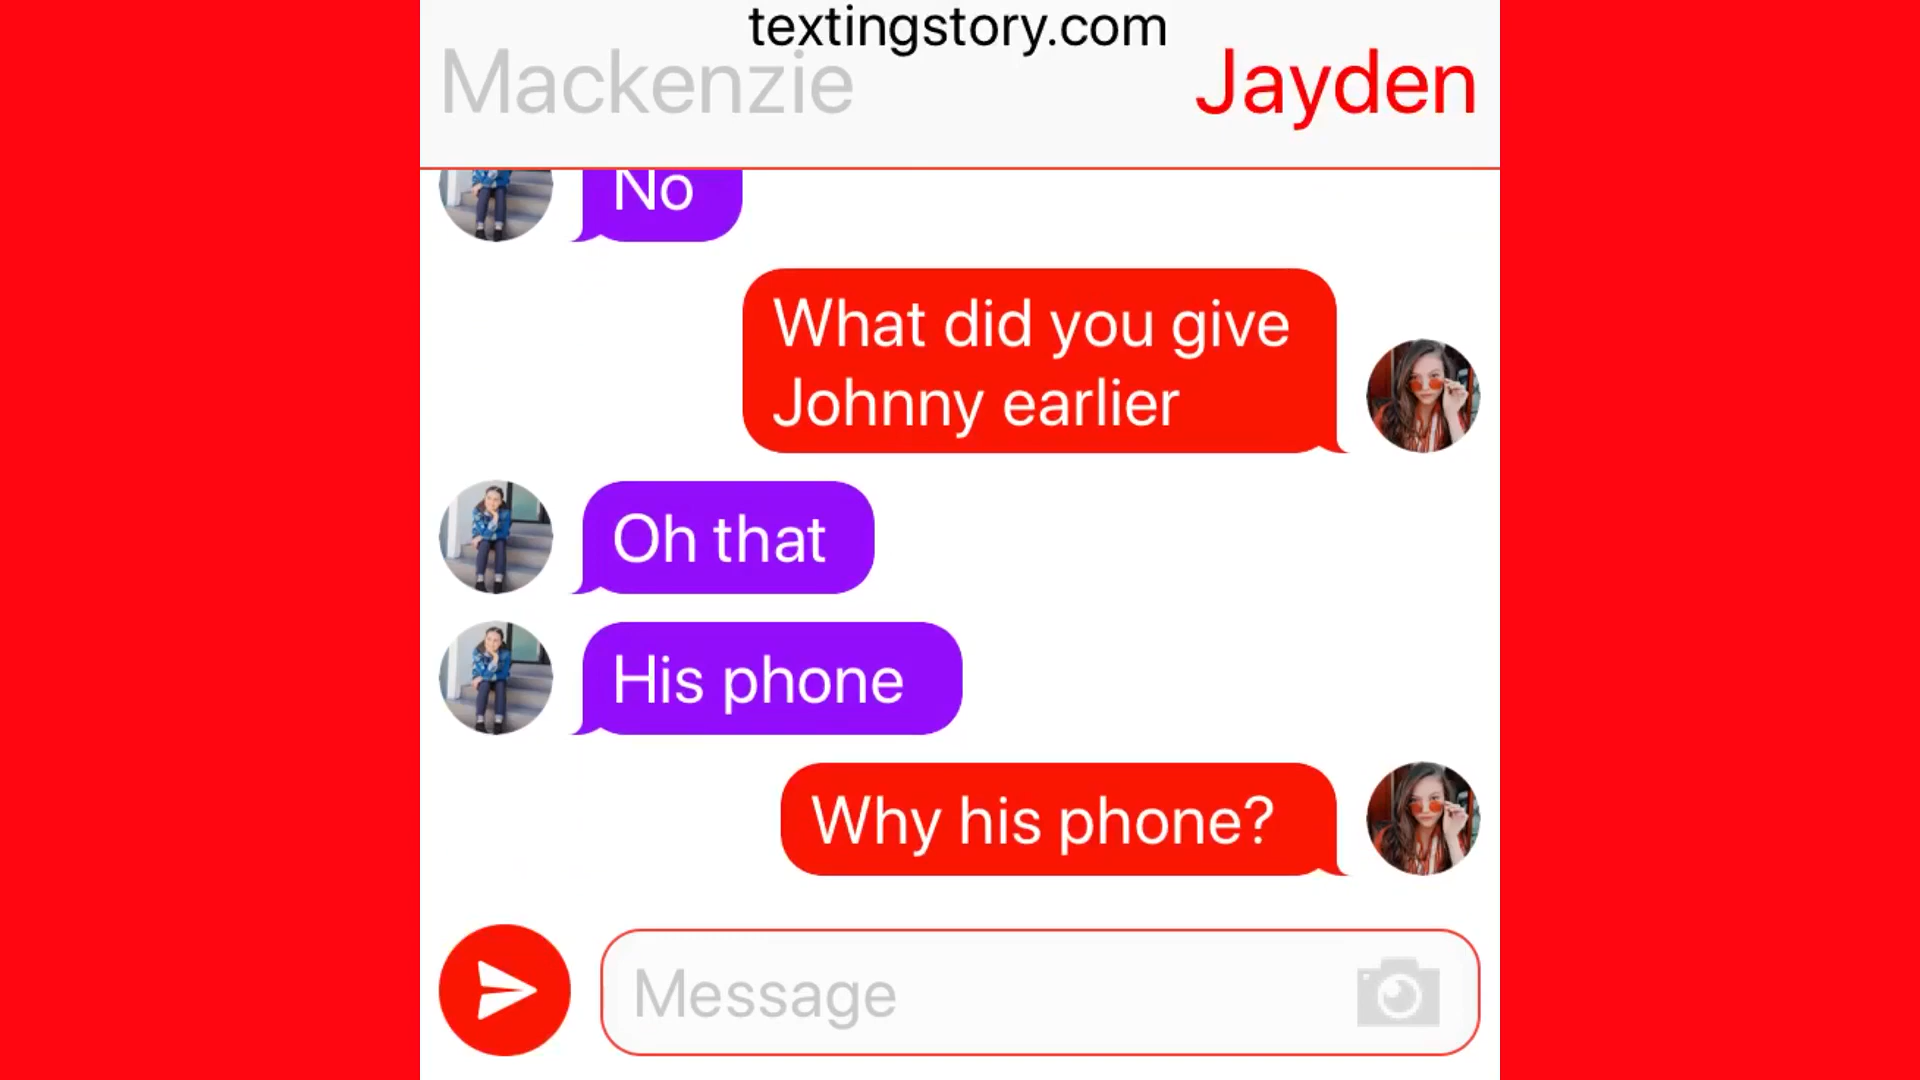 textingstory.com
Mackenzie
Jayden
No
What did you give
Johnny earlier
Oh that
His phone
Why his phone?
Message